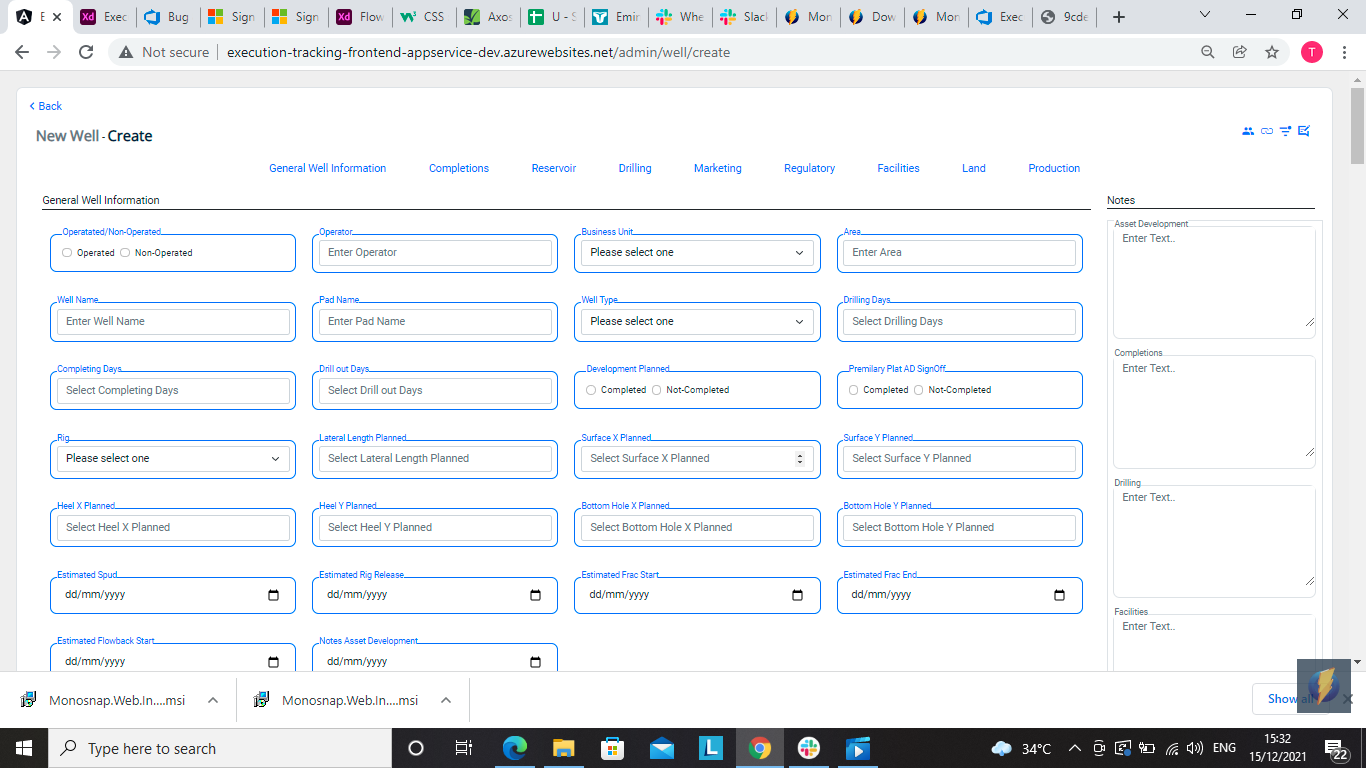 E
Exec
Bug
Sign
Sign
Flow
CSS
Axos
U - S
Emir
Whe
Slack
Mon
Dow
Mon
Exec
9cde
Not secure | execution-tracking-frontend-appservice-dev.azurewebsites.net/admin/well/create
T
Back
New Well - Create
General Well Information Completions Reservoir Drilling Marketing Regulatory Facilities Land Production
General Well Information
Operatated/Non-Operated Operator Business Unit Area
Operated Non-Operated Enter Operator Please select one Enter Area
Well Name Pad Name Well Type Drilling Days
Enter Well Name Enter Pad Name Please select one Select Drilling Days
Completing Days Drill out Days Development Planned Premilary Plat AD SignOff
Select Completing Days Select Drill out Days Completed Not-Completed Completed Not-Completed
Rig Lateral Length Planned Surface X Planned Surface Y Planned
Please select one Select Lateral Length Planned Select Surface X Planned Select Surface Y Planned
Heel X Planned Heel Y Planned Bottom Hole X Planned Bottom Hole Y Planned
Select Heel X Planned Select Heel Y Planned Select Bottom Hole X Planned Select Bottom Hole Y Planned
Estimated Spud Estimated Rig Release Estimated Frac Start Estimated Frac End
dd/mm/yyyy dd/mm/yyyy dd/mm/yyyy dd/mm/yyyy
Estimated Flowback Start Notes Asset Development
dd/mm/yyyy dd/mm/yyyy
Notes
Asset Development
Enter Text..
Completions
Enter Text..
Drilling
Enter Text..
Facilities
Enter Text..
Monosnap.Web.In....msi Monosnap.Web.In....msi Show all
Type here to search
L
34°C
ENG
15:32
15/12/2021
22